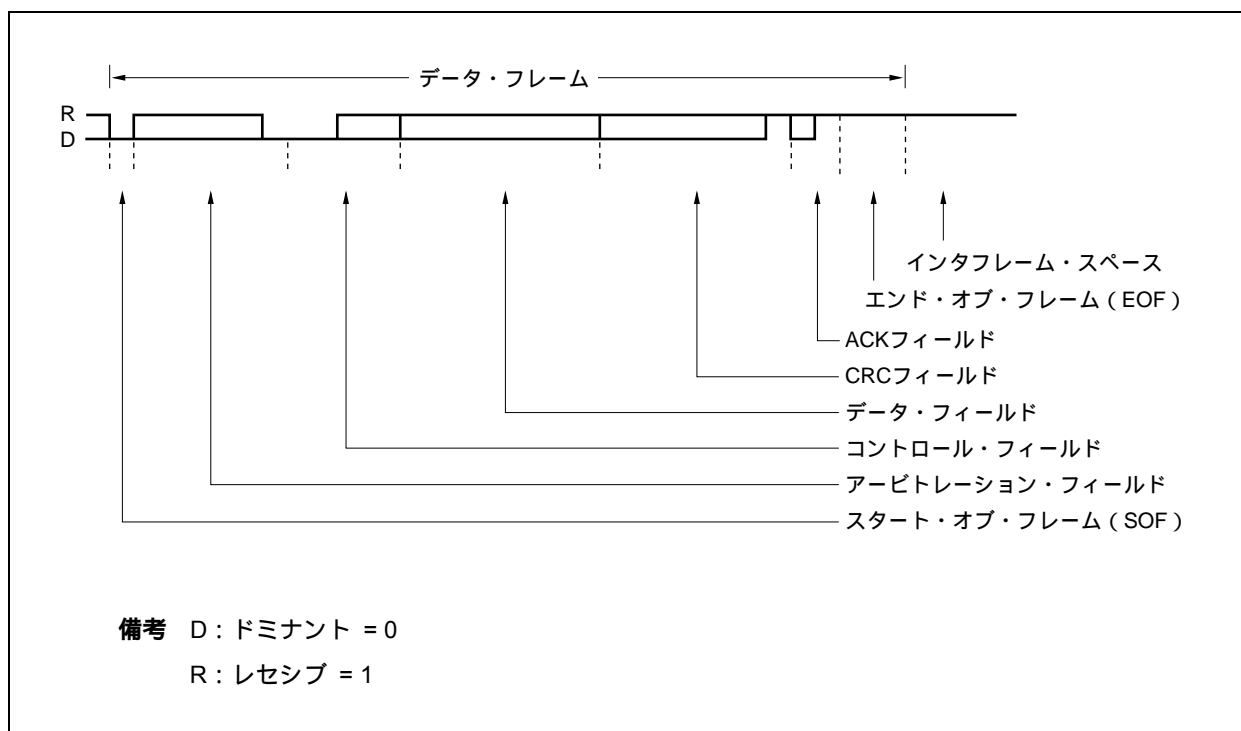 データ・フレーム
R
D
インタフレーム・スペース
エンド・オブ・フレーム（EOF）
ACKフィールド
CRCフィールド
データ・フィールド
コントロール・フィールド
アービトレーション・フィールド
スタート・オブ・フレーム（SOF）
備考 D：ドミナント = 0
R：レセシブ = 1